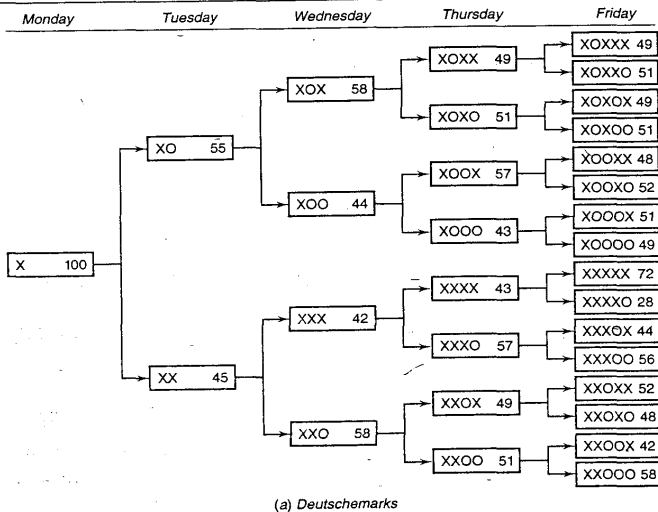 Monday Tuesday Wednesday Thursday Friday
X 100
XO 55
XX 45
XOX 58
XOO 44
XXX 42
XXO 58
XOXX 49
XOXO 51
XOOX 57
XOOO 43
XXXX 43
XXXO 57
XXOX 49
XXOO 51
XOXXX 49
XOXXO 51
XOXOX 49
XOXOO 51
XOOXX 48
XOOXO 52
XOOOX 51
XOOOO 49
XXXXX 72
XXXXO 28
XXXOX 44
XXXOO 56
XXOXX 52
XXOXO 48
XXOOX 42
XXOOO 58
(a) Deutschemarks